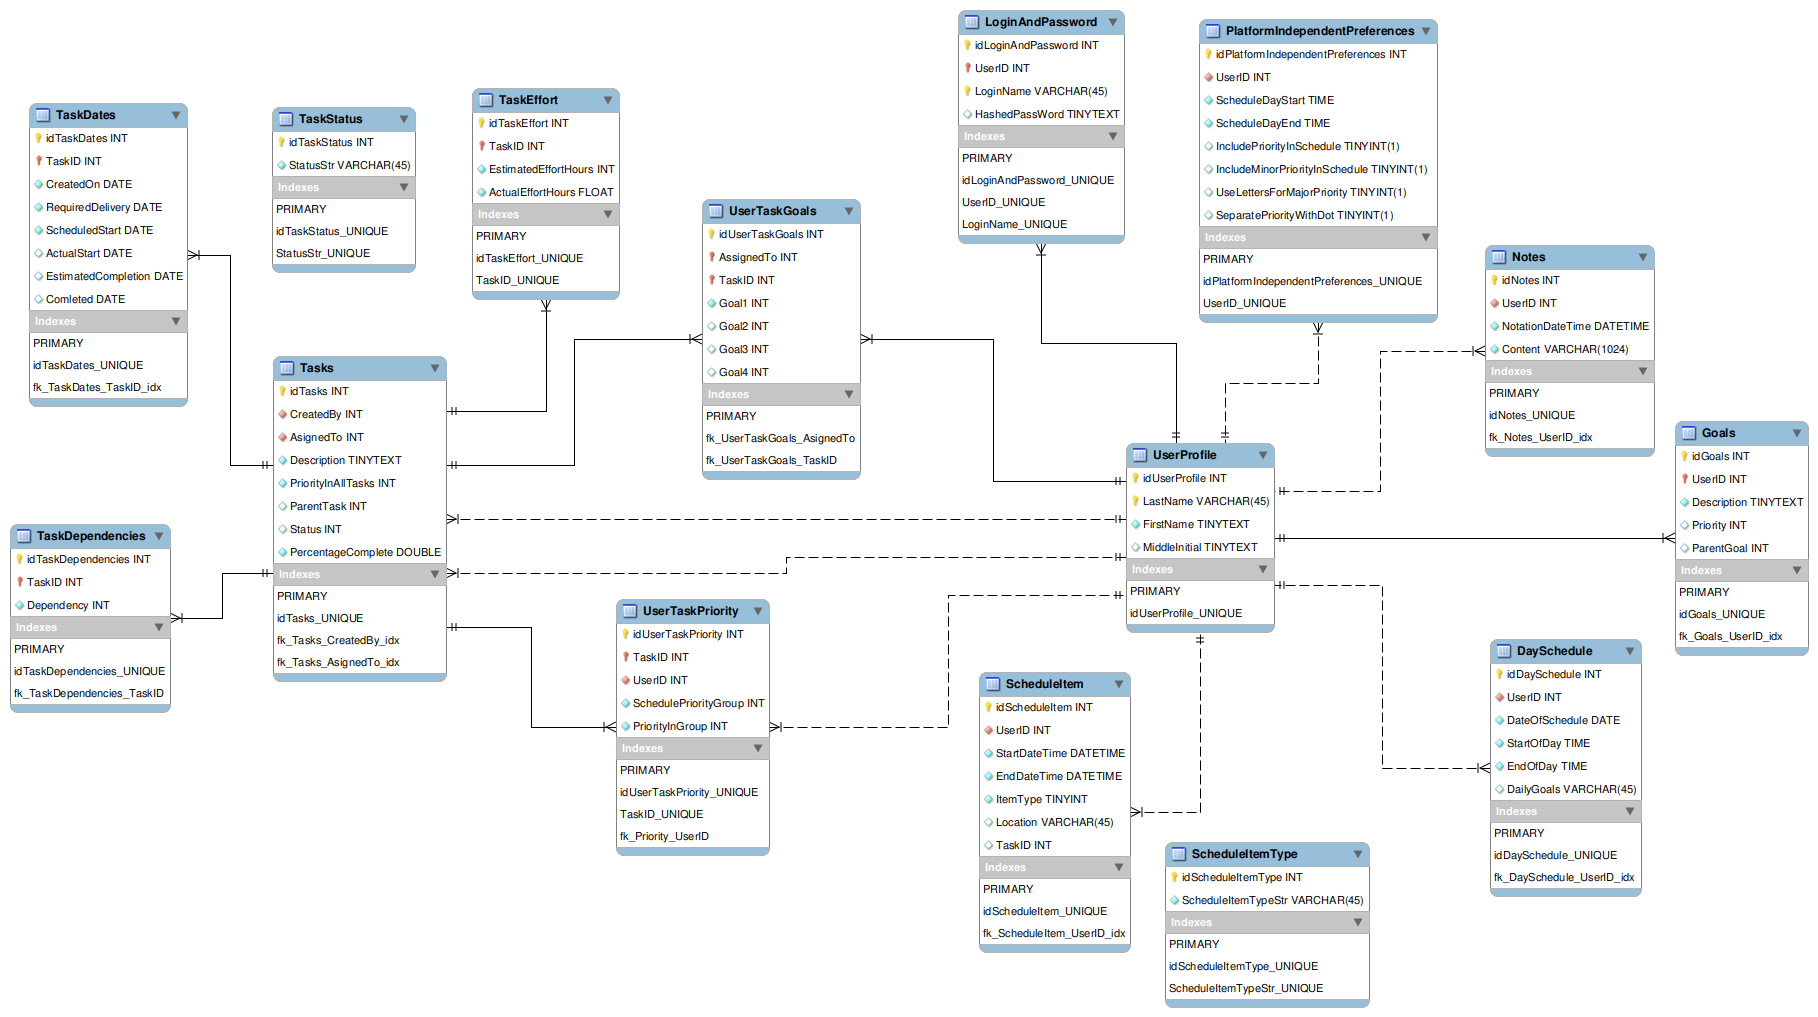 TaskDates
idTaskDates INT
TaskID INT
CreatedOn DATE
RequiredDelivery DATE
ScheduledStart DATE
ActualStart DATE
EstimatedCompletion DATE
Comleted DATE
Indexes
PRIMARY
idTaskDates_UNIQUE
fk_TaskDates_TaskID_idx
TaskStatus
idTaskStatus INT
StatusStr VARCHAR(45)
Indexes
PRIMARY
idTaskStatus_UNIQUE
StatusStr_UNIQUE
TaskEffort
idTaskEffort INT
TaskID INT
EstimatedEffortHours INT
ActualEffortHours FLOAT
Indexes
PRIMARY
idTaskEffort_UNIQUE
TaskID_UNIQUE
UserTaskGoals
idUserTaskGoals INT
AssignedTo INT
TaskID INT
Goal1 INT
Goal2 INT
Goal3 INT
Goal4 INT
Indexes
PRIMARY
fk_UserTaskGoals_AsignedTo
fk_UserTaskGoals_TaskID
LoginAndPassword
idLoginAndPassword INT
UserID INT
LoginName VARCHAR(45)
HashedPassWord TINYTEXT
Indexes
PRIMARY
idLoginAndPassword_UNIQUE
UserID_UNIQUE
LoginName_UNIQUE
PlatformIndependentPreferences
idPlatformIndependentPreferences INT
UserID INT
ScheduleDayStart TIME
ScheduleDayEnd TIME
IncludePriorityInSchedule TINYINT(1)
IncludeMinorPriorityInSchedule TINYINT(1)
UseLettersForMajorPriority TINYINT(1)
SeparatePriorityWithDot TINYINT(1)
Indexes
PRIMARY
idPlatformIndependentPreferences_UNIQUE
UserID_UNIQUE
Notes
idNotes INT
UserID INT
NotationDateTime DATETIME
Content VARCHAR(1024)
Indexes
PRIMARY
idNotes_UNIQUE
fk_Notes_UserID_idx
Tasks
idTasks INT
CreatedBy INT
AsignedTo INT
Description TINYTEXT
PriorityInAllTasks INT
ParentTask INT
Status INT
PercentageComplete DOUBLE
Indexes
PRIMARY
idTasks_UNIQUE
fk_Tasks_CreatedBy_idx
fk_Tasks_AsignedTo_idx
UserProfile
idUserProfile INT
LastName VARCHAR(45)
FirstName TINYTEXT
MiddleInitial TINYTEXT
Indexes
PRIMARY
idUserProfile_UNIQUE
Goals
idGoals INT
UserID INT
Description TINYTEXT
Priority INT
ParentGoal INT
Indexes
PRIMARY
idGoals_UNIQUE
fk_Goals_UserID_idx
TaskDependencies
idTaskDependencies INT
TaskID INT
Dependency INT
Indexes
PRIMARY
idTaskDependencies_UNIQUE
fk_TaskDependencies_TaskID
UserTaskPriority
idUserTaskPriority INT
TaskID INT
UserID INT
SchedulePriorityGroup INT
PriorityInGroup INT
Indexes
PRIMARY
idUserTaskPriority_UNIQUE
TaskID_UNIQUE
fk_Priority_UserID
ScheduleItem
idScheduleItem INT
UserID INT
StartDateTime DATETIME
EndDateTime DATETIME
ItemType TINYINT
Location VARCHAR(45)
TaskID INT
Indexes
PRIMARY
idScheduleItem_UNIQUE
fk_ScheduleItem_UserID_idx
DaySchedule
idDaySchedule INT
UserID INT
DateOfSchedule DATE
StartOfDay TIME
EndOfDay TIME
DailyGoals VARCHAR(45)
Indexes
PRIMARY
idDaySchedule_UNIQUE
fk_DaySchedule_UserID_idx
ScheduleItemType
idScheduleItemType INT
ScheduleItemTypeStr VARCHAR(45)
Indexes
PRIMARY
idScheduleItemType_UNIQUE
ScheduleItemTypeStr_UNIQUE